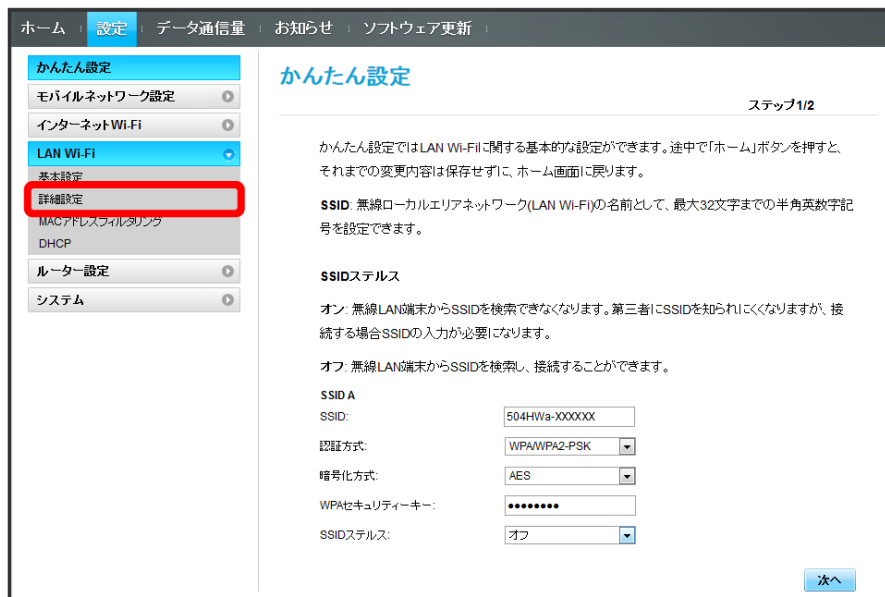 ホーム 設定 データ通信量 お知らせ ソフトウェア更新
かんたん設定
モバイルネットワーク設定
インターネットWi-Fi
LAN Wi-Fi
基本設定
詳細設定
MACアドレスフィルタリング
DHCP
ルーター設定
システム
かんたん設定
ステップ1/2
かんたん設定ではLAN Wi-Fiに関する基本的な設定ができます。途中で「ホーム」ボタンを押すと、
それまでの変更内容は保存せずに、ホーム画面に戻ります。
SSID: 無線ローカルエリアネットワーク(LAN Wi-Fi)の名前として、最大32文字までの半角英数字記
号を設定できます。
SSIDステルス
オン: 無線LAN端末からSSIDを検索できなくなります。第三者にSSIDを知られにくくなりますが、接
続する場合SSIDの入力が必要になります。
オフ: 無線LAN端末からSSIDを検索し、接続することができます。
SSID A
SSID: 504HWa-XXXXXX
認証方式: WPA/WPA2-PSK
暗号化方式: AES
WPAセキュリティーキー: ●●●●●●●●
SSIDステルス: オフ
次へ